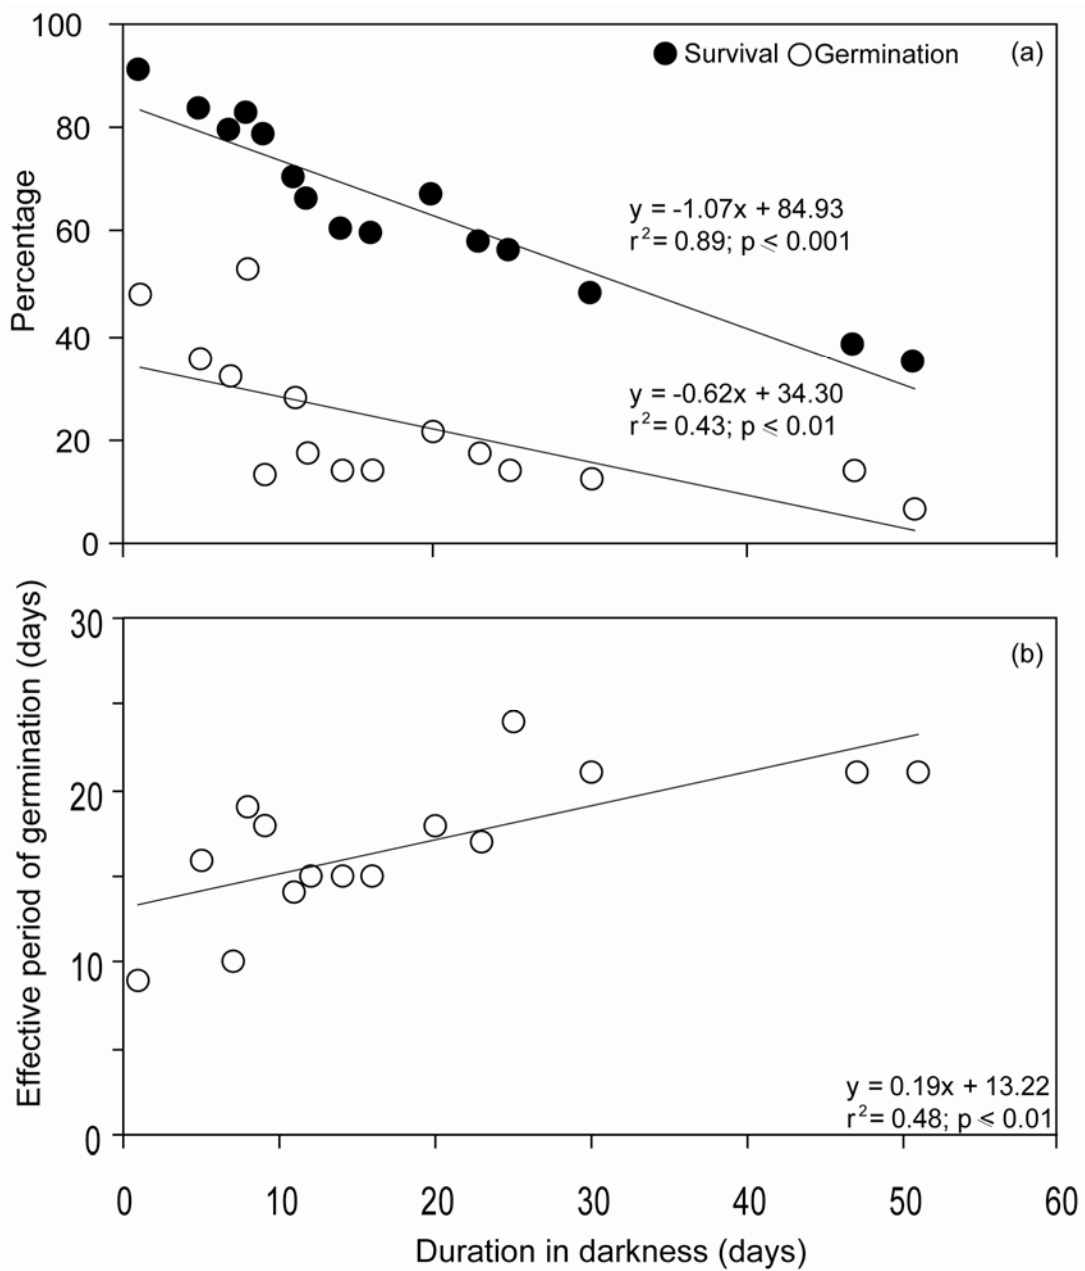 100
80
60
40
20
0
Percentage
Survival Germination (a)
y = -1.07x + 84.93
r²= 0.89; p ≤ 0.001
y = -0.62x + 34.30
r²= 0.43; p ≤ 0.01
30
20
10
0
Effective period of germination (days)
(b)
y = 0.19x + 13.22
r²= 0.48; p ≤ 0.01
0 10 20 30 40 50 60
Duration in darkness (days)